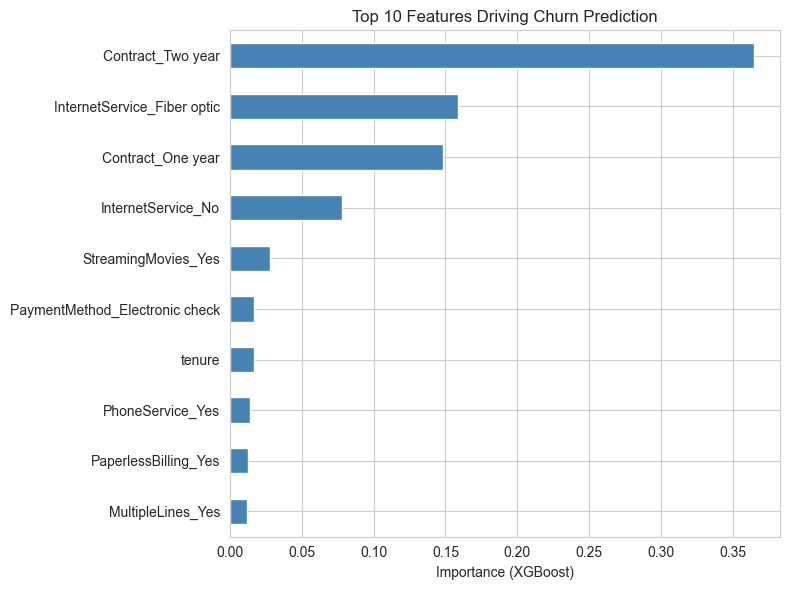 Top 10 Features Driving Churn Prediction
Contract_Two year
InternetService_Fiber optic
Contract_One year
InternetService_No
StreamingMovies_Yes
PaymentMethod_Electronic check
tenure
PhoneService_Yes
PaperlessBilling_Yes
MultipleLines_Yes
0.00 0.05 0.10 0.15 0.20 0.25 0.30 0.35
Importance (XGBoost)